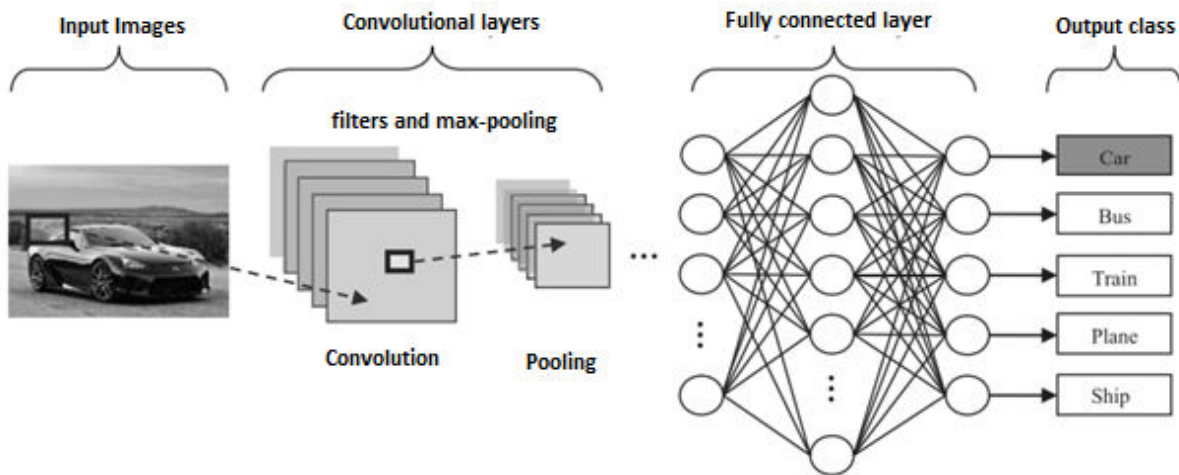 Input Images
Convolutional layers
Fully connected layer
Output class
filters and max-pooling
Car
Bus
Train
Plane
Ship
Convolution
Pooling